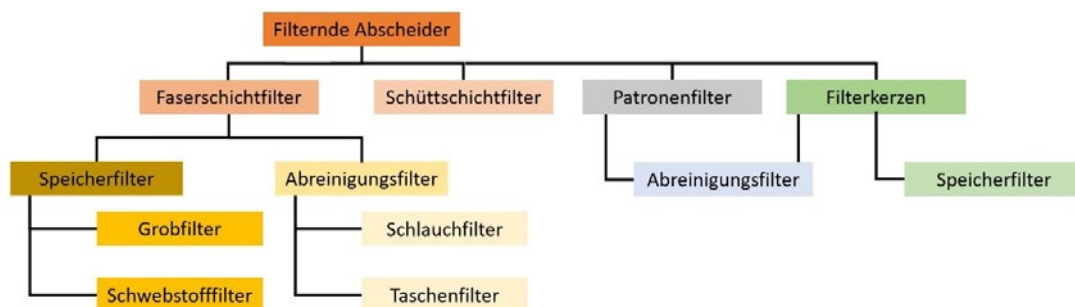 Filternde Abscheider
Faserschichtfilter
Schüttschichtfilter
Patronenfilter
Filterkerzen
Speicherfilter
Abreinigungsfilter
Abreinigungsfilter
Speicherfilter
Grobfilter
Schlauchfilter
Schwebstofffilter
Taschenfilter